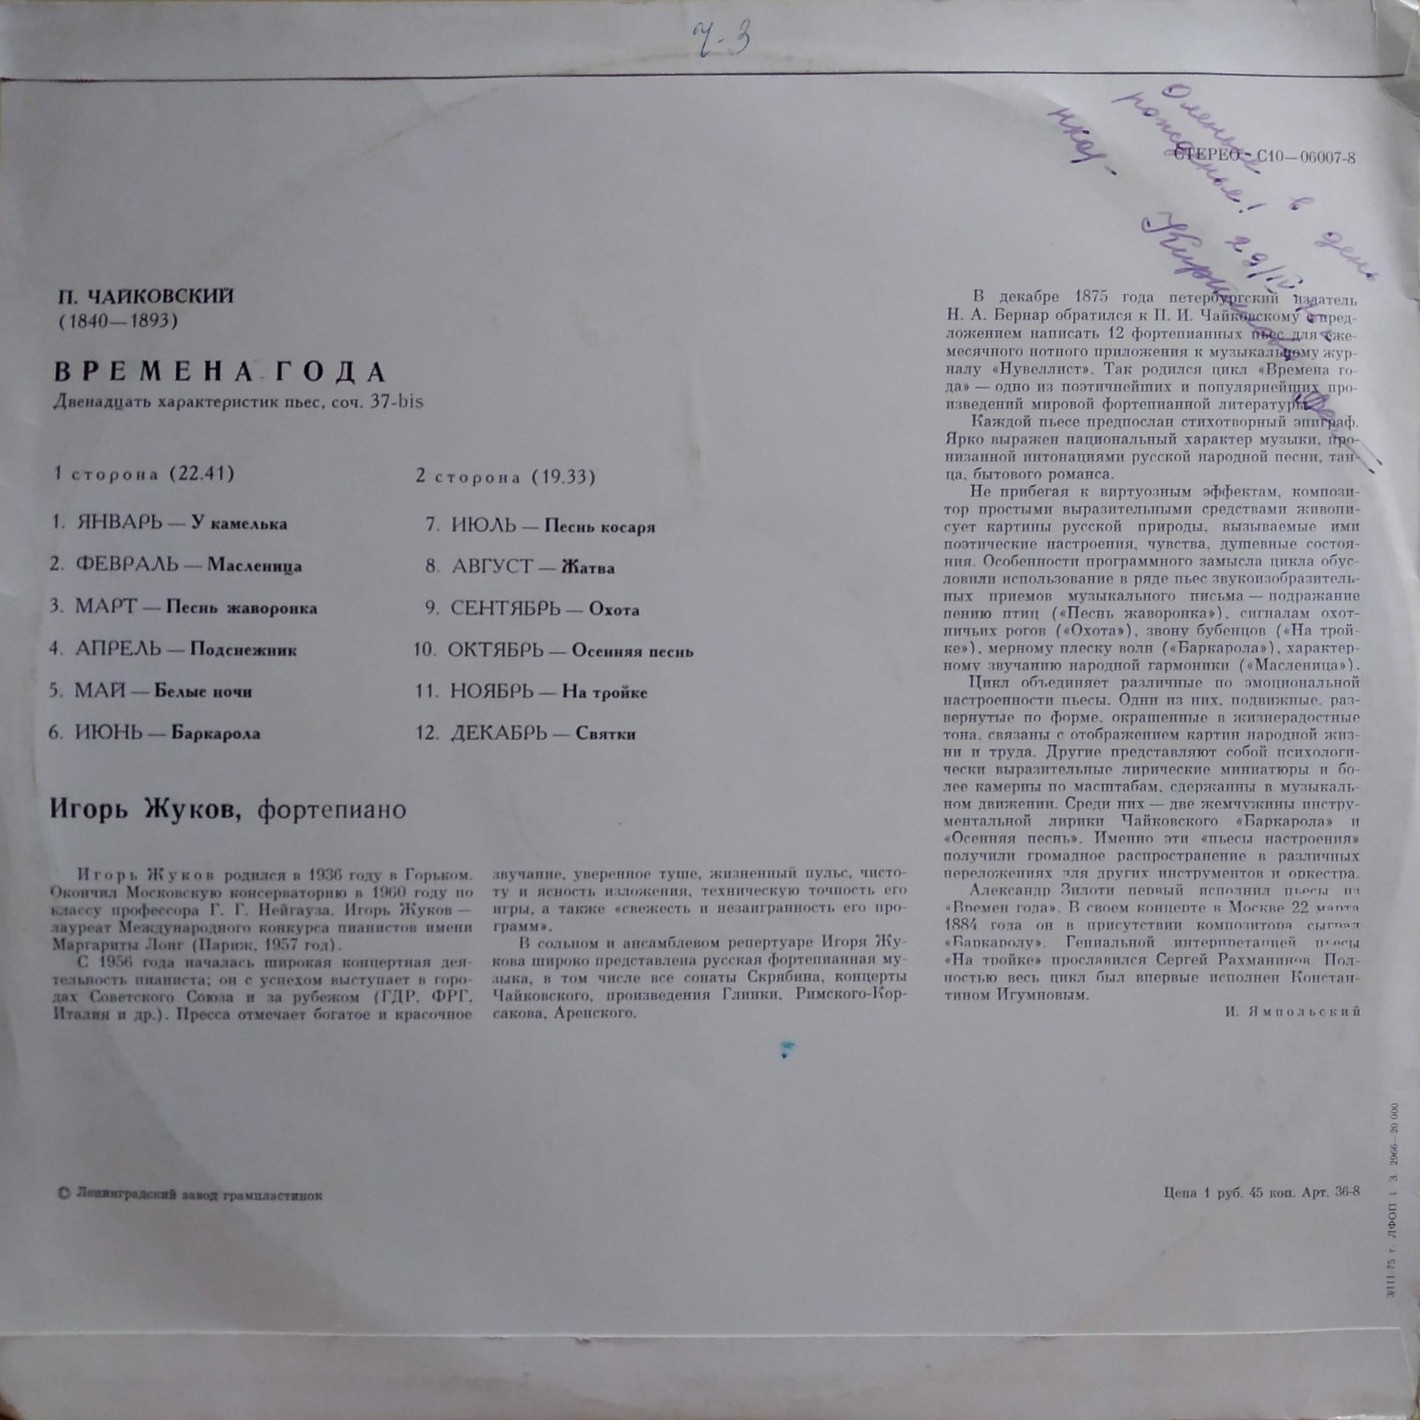 Ч-3
Оленьке в день
рожденья!
29/IV
СТЕРЕО С10—06007-8
П. ЧАЙКОВСКИЙ
(1840—1893)
ВРЕМЕНА ГОДА
Двенадцать характеристик пьес, соч. 37-bis
1 сторона (22.41)
1. ЯНВАРЬ — У камелька
2. ФЕВРАЛЬ — Масленица
3. МАРТ — Песнь жаворонка
4. АПРЕЛЬ — Подснежник
5. МАЙ — Белые ночи
6. ИЮНЬ — Баркарола
2 сторона (19.33)
7. ИЮЛЬ — Песнь косаря
8. АВГУСТ — Жатва
9. СЕНТЯБРЬ — Охота
10. ОКТЯБРЬ — Осенняя песнь
11. НОЯБРЬ — На тройке
12. ДЕКАБРЬ — Святки
Игорь Жуков, фортепиано
Игорь Жуков родился в 1936 году в Горьком.
Окончил Московскую консерваторию в 1960 году по
классу профессора Г. Г. Нейгауза. Игорь Жуков —
лауреат Международного конкурса пианистов имени
Маргариты Лонг (Париж, 1957 год).
С 1956 года началась широкая концертная дея-
тельность пианиста; он с успехом выступает в горо-
дах Советского Союза и за рубежом (ГДР, ФРГ,
Италия и др.). Пресса отмечает богатое и красочное
звучание, уверенное туше, жизненный пульс, чисто-
ту и ясность изложения, техническую точность его
игры, а также «свежесть и незаигранность его про-
грамм».
В сольном и ансамблевом репертуаре Игоря Жу-
кова широко представлена русская фортепианная му-
зыка, в том числе все сонаты Скрябина, концерты
Чайковского, произведения Глинки, Римского-Кор-
сакова, Аренского.
В декабре 1875 года петербургский издатель
Н. А. Бернар обратился к П. И. Чайковскому с пред-
ложением написать 12 фортепианных пьес для еже-
месячного нотного приложения к музыкальному жур-
налу «Нувеллист». Так родился цикл «Времена го-
да» — одно из поэтичнейших и популярнейших про-
изведений мировой фортепианной литературы.
Каждой пьесе предпослан стихотворный эпиграф.
Ярко выражен национальный характер музыки, про-
низанной интонациями русской народной песни, тан-
ца, бытового романса.
Не прибегая к виртуозным эффектам, компози-
тор простыми выразительными средствами живопи-
сует картины русской природы, вызываемые ими
поэтические настроения, чувства, душевные состоя-
ния. Особенности программного замысла цикла обус-
ловили использование в ряде пьес звукоизобразитель-
ных приемов музыкального письма — подражание
пению птиц («Песнь жаворонка»), сигналам охот-
ничьих рогов («Охота»), звону бубенцов («На трой-
ке»), мерному плеску волн («Баркарола»), характер-
ному звучанию народной гармоники («Масленица»).
Цикл объединяет различные по эмоциональной
настроенности пьесы. Одни из них, подвижные, раз-
вернутые по форме, окрашенные в жизнерадостные
тона, связаны с отображением картин народной жиз-
ни и труда. Другие представляют собой психологи-
чески выразительные лирические миниатюры и бо-
лее камерны по масштабам, сдержанны в музыкаль-
ном движении. Среди них — две жемчужины инстру-
ментальной лирики Чайковского «Баркарола» и
«Осенняя песнь». Именно эти «пьесы настроения»
получили громадное распространение в различных
переложениях для других инструментов и оркестра.
Александр Зилоти первый исполнил пьесы из
«Времен года». В своем концерте в Москве 22 марта
1884 года он в присутствии композитора сыграл
«Баркаролу». Гениальной интерпретацией пьесы
«На тройке» прославился Сергей Рахманинов. Пол-
ностью весь цикл был впервые исполнен Констан-
тином Игумновым.
И. Ямпольский
© Ленинградский завод грампластинок
Цена 1 руб. 45 коп. Арт. 36-8
3/III-75 г. ЛФОП 1 З. 2966—20 000